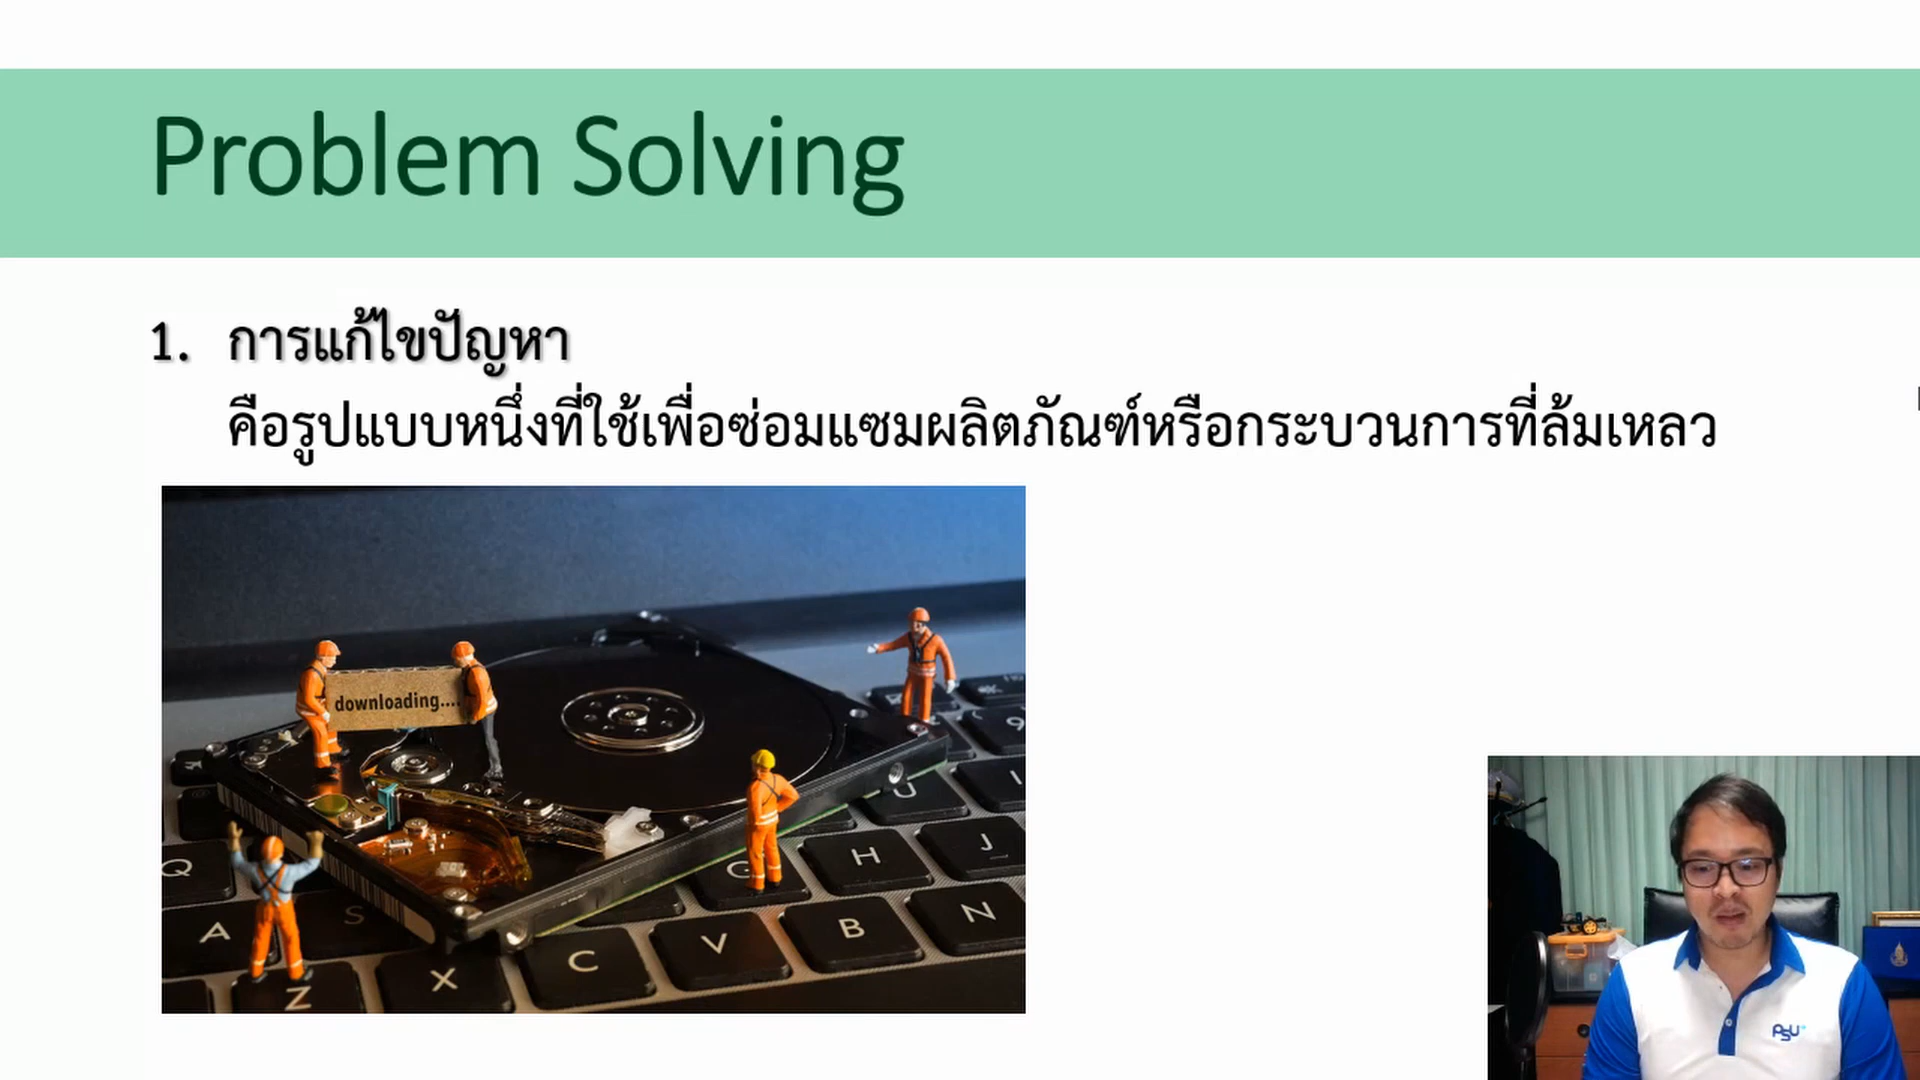 Problem Solving
1. การแก้ไขปัญหา
คือรูปแบบหนึ่งที่ใช้เพื่อซ่อมแซมผลิตภัณฑ์หรือกระบวนการที่ล้มเหลว
downloading....
9
U
I
Q
G
H
J
A
S
Z
X
C
V
B
N
PSU